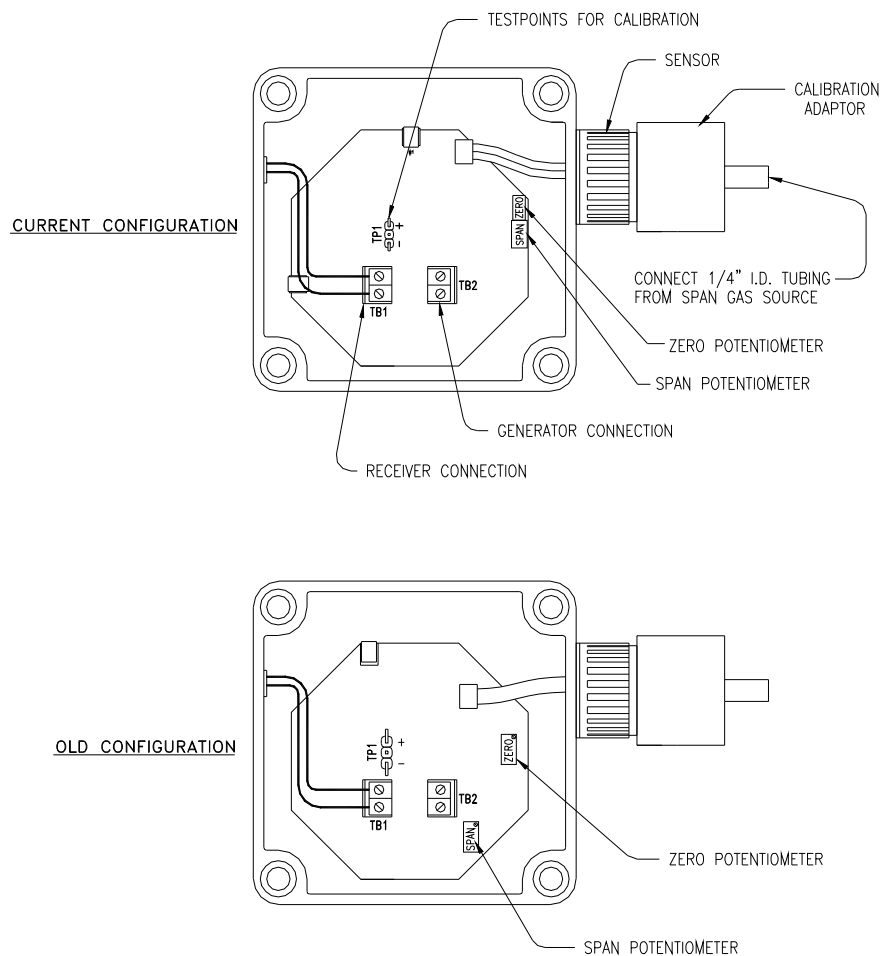 TESTPOINTS FOR CALIBRATION
SENSOR
CALIBRATION
ADAPTOR
CURRENT CONFIGURATION
TP1
+
-
ZERO
SPAN
TB1
TB2
CONNECT 1/4" I.D. TUBING
FROM SPAN GAS SOURCE
ZERO POTENTIOMETER
SPAN POTENTIOMETER
GENERATOR CONNECTION
RECEIVER CONNECTION
OLD CONFIGURATION
TP1
+
-
ZERO
TB1
TB2
SPAN
ZERO POTENTIOMETER
SPAN POTENTIOMETER